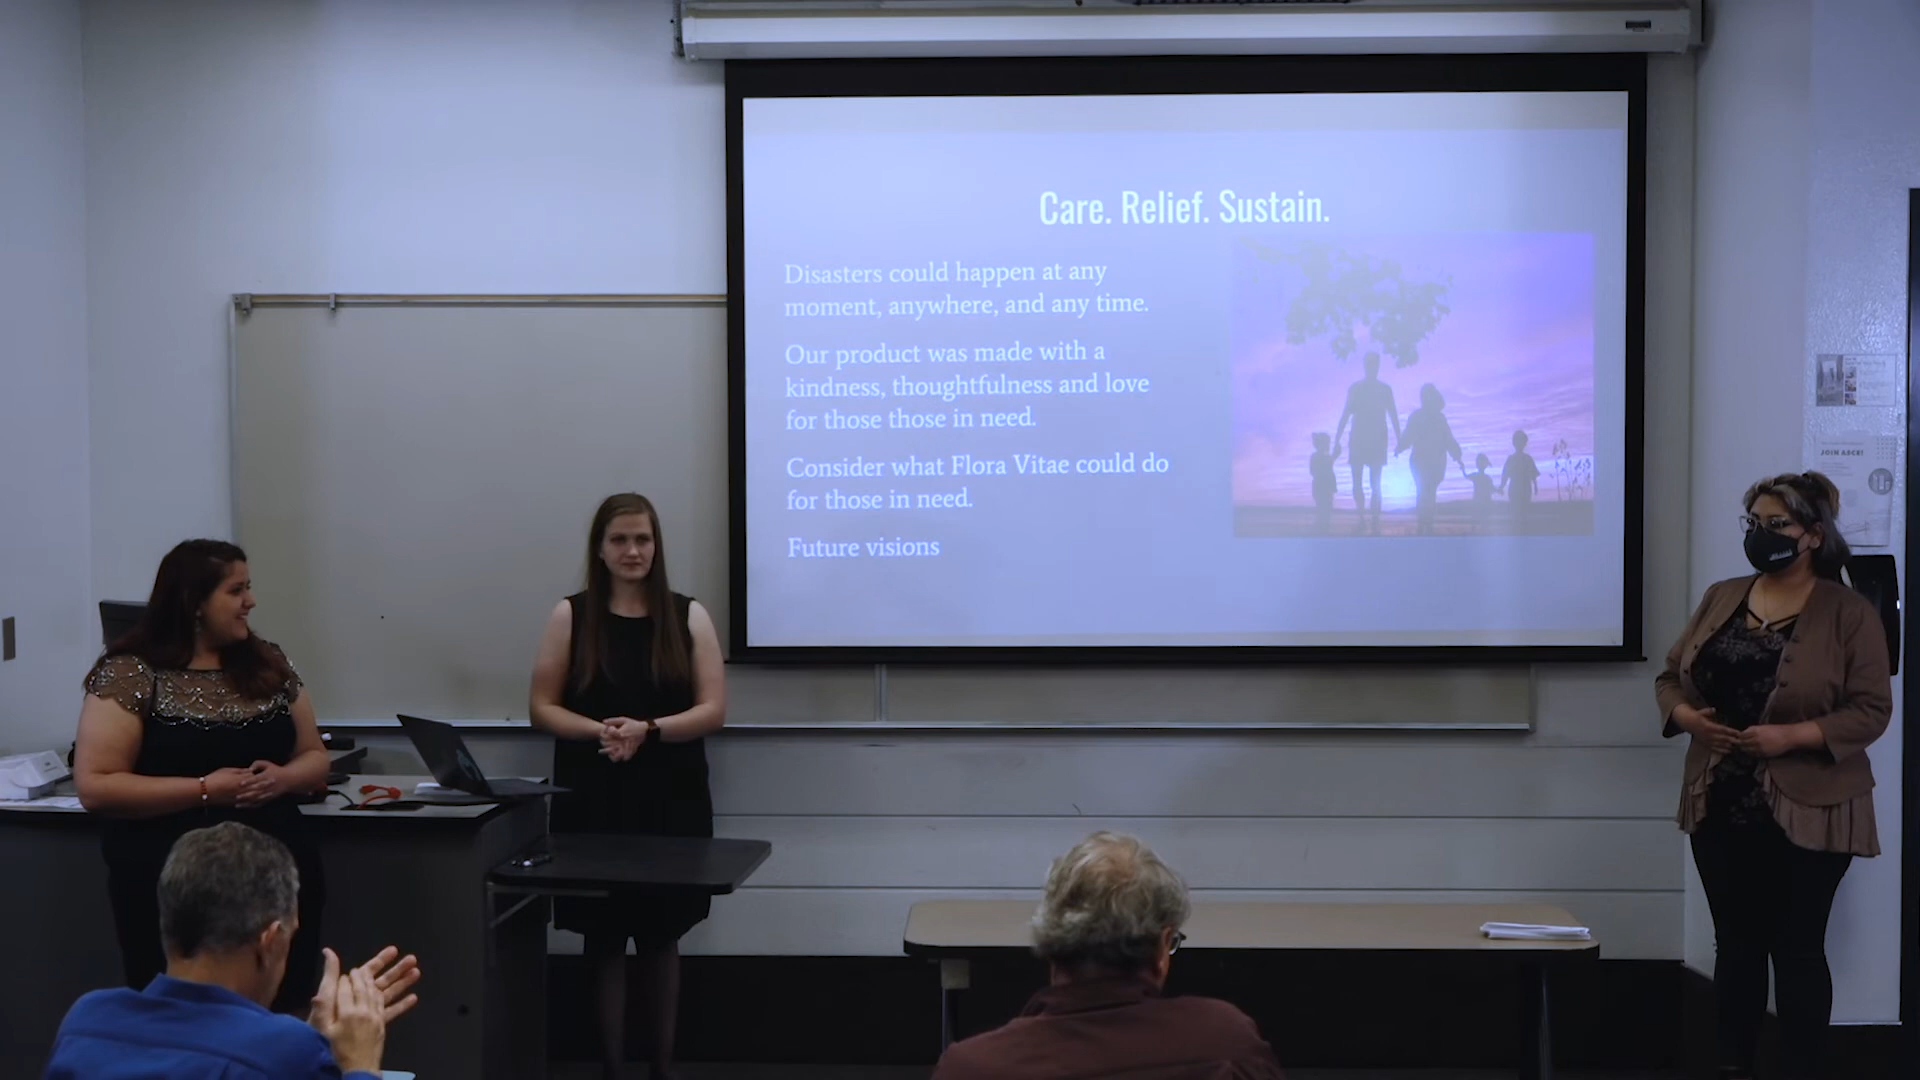 Care. Relief. Sustain.
Disasters could happen at any
moment, anywhere, and any time.
Our product was made with a
kindness, thoughtfulness and love
for those those in need.
Consider what Flora Vitae could do
for those in need.
Future visions
JOIN ASCE!